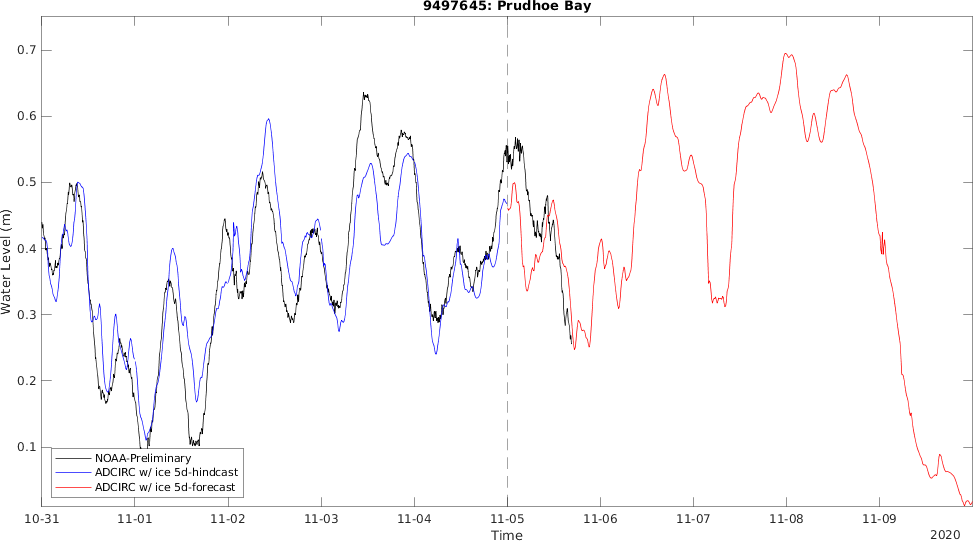 9497645: Prudhoe Bay
Water Level (m)
0.7
0.6
0.5
0.4
0.3
0.2
0.1
NOAA-Preliminary
ADCIRC w/ ice 5d-hindcast
ADCIRC w/ ice 5d-forecast
10-31 11-01 11-02 11-03 11-04 11-05 11-06 11-07 11-08 11-09
Time
2020